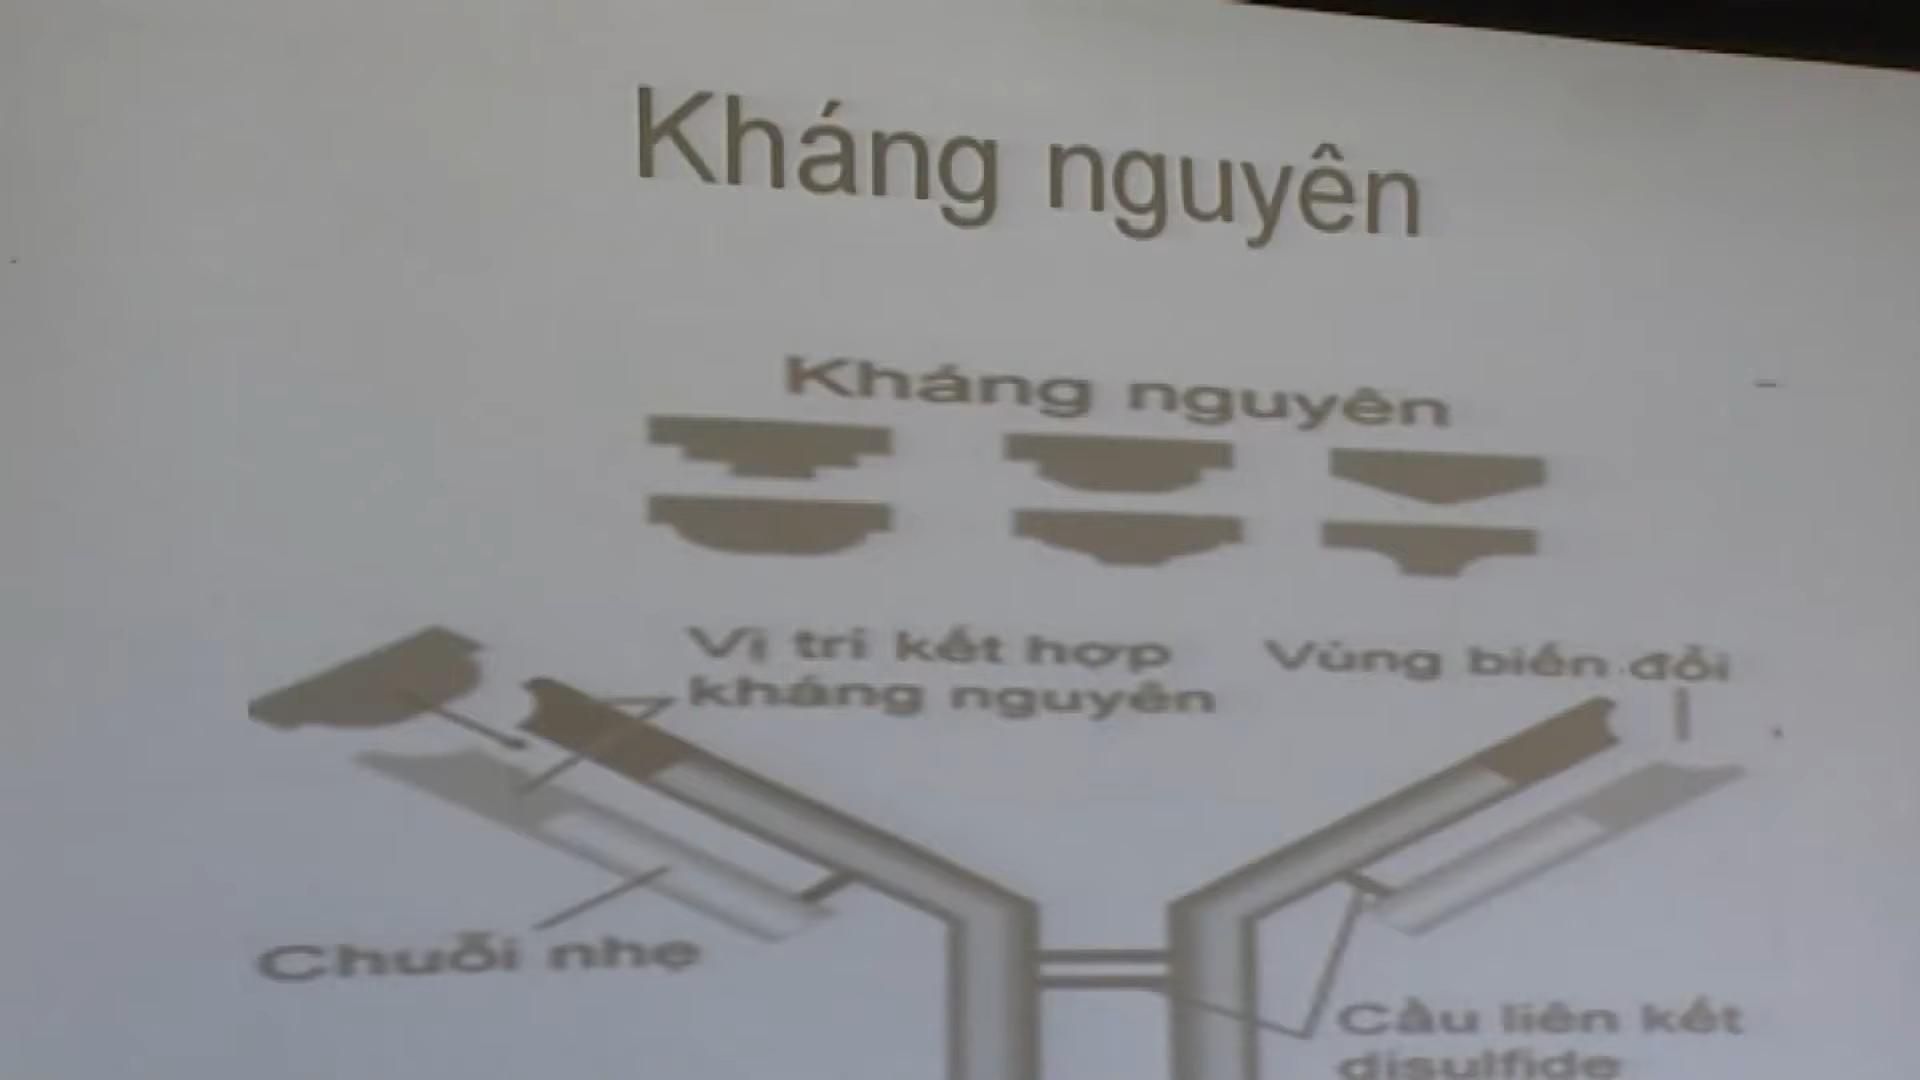 Kháng nguyên
Kháng nguyên
Vị trí kết hợp
kháng nguyên
Vùng biến đổi
Chuỗi nhẹ
Cầu liên kết
disulfide